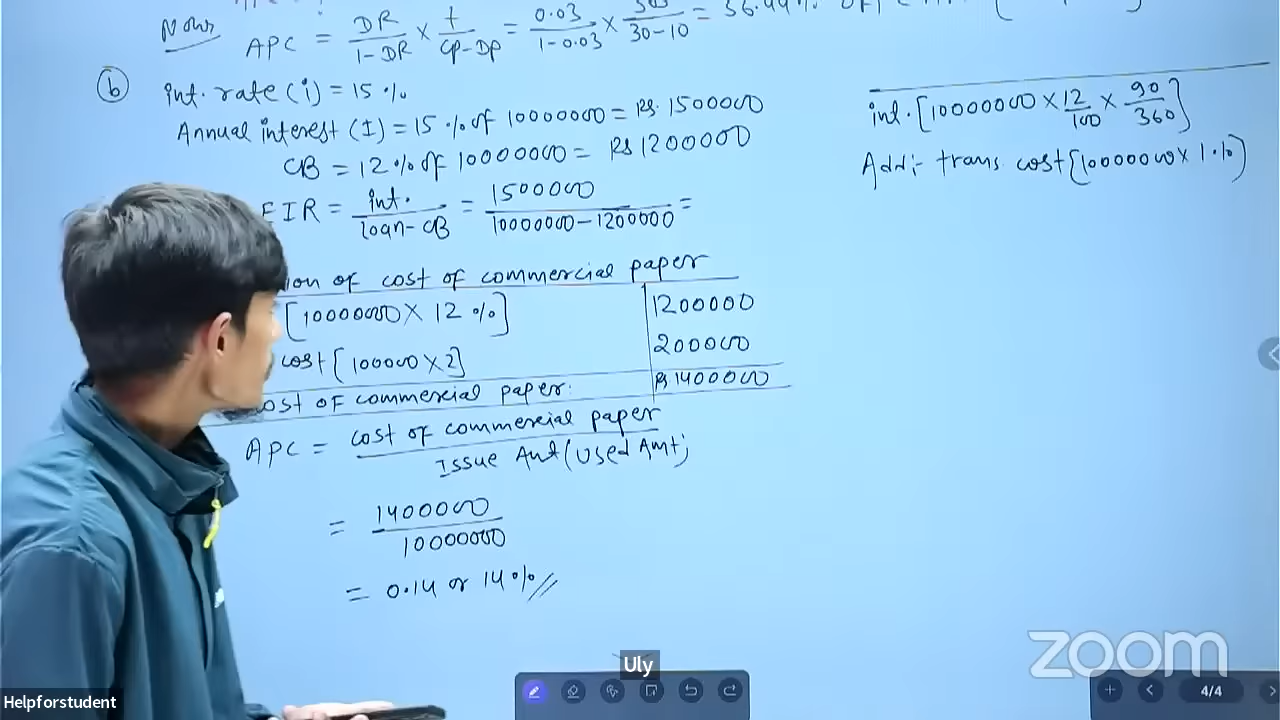 Now APC = DR/1-DR × t/CP-DP = 0.03/1-0.03 × /30-10 =
(b) int. rate (i) = 15 %
Annual interest (I) = 15 % of 10000000 = Rs. 1500000
CB = 12 % of 10000000 = Rs 1200000
EIR = int./loan-CB = 1500000/10000000-1200000 =
ion of cost of commercial paper
[10000000 × 12 %] 1200000
cost [100000 × 2] 200000
cost of commercial paper: Rs 1400000
APC = cost of commercial paper/Issue Amt (Used Amt)
= 1400000/10000000
= 0.14 or 14 %//
int. [10000000 × 12/100 × 90/360]
Add:- trans. cost [10000000 × 1 %]
zoom
Uly
4/4
Helpforstudent